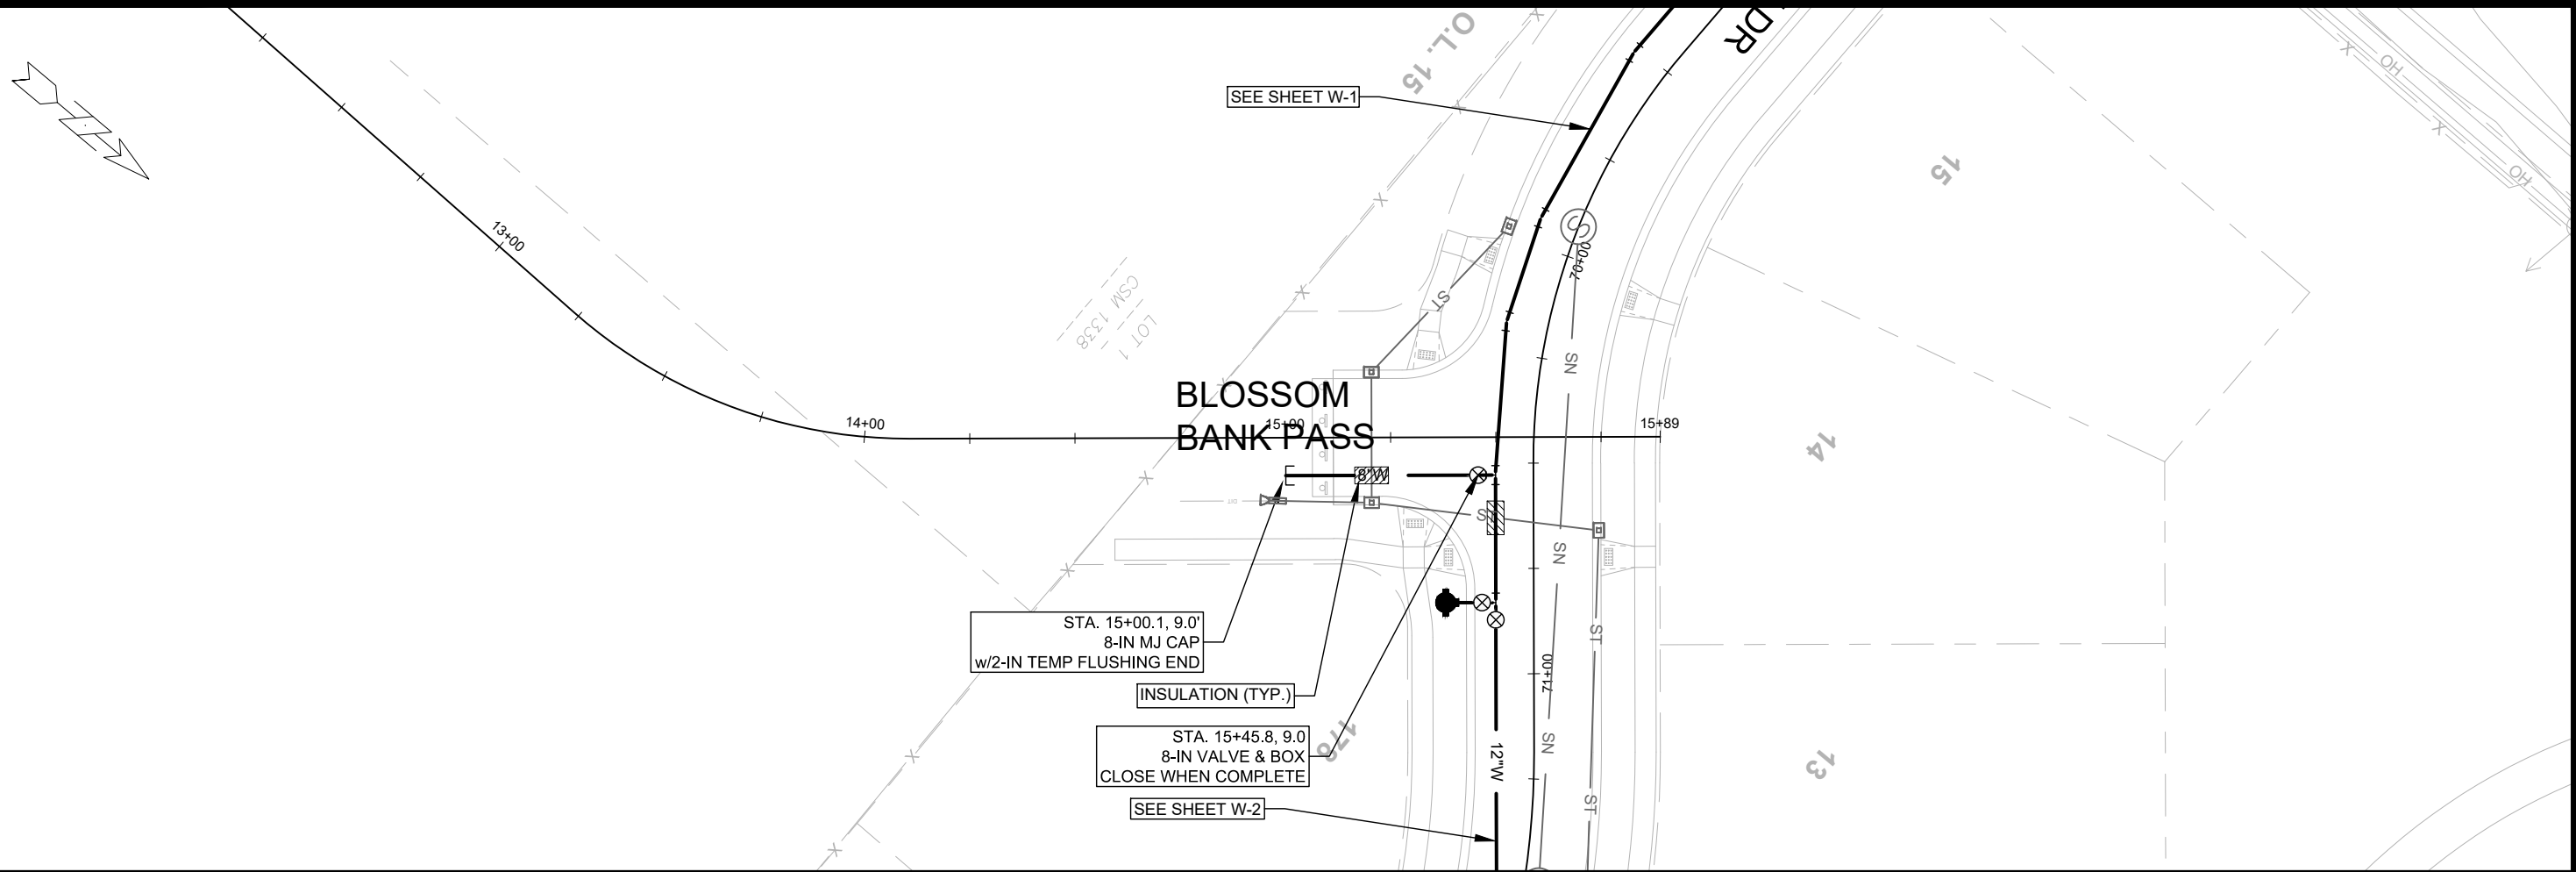 O.L. 15
DR
SEE SHEET W-1
HO
HO
15
13+00
70+00
ST
CSM 1338
LOT 1
SN
BLOSSOM
BANK PASS
14+00
15+00
15+89
14
8"W
ST
SN
STA. 15+00.1, 9.0'
8-IN MJ CAP
w/2-IN TEMP FLUSHING END
ST
71+00
INSULATION (TYP.)
178
STA. 15+45.8, 9.0
8-IN VALVE & BOX
CLOSE WHEN COMPLETE
12"W
SN
13
SEE SHEET W-2
ST
S
X
X
X
X
X
X
X
X
X
X
X
X